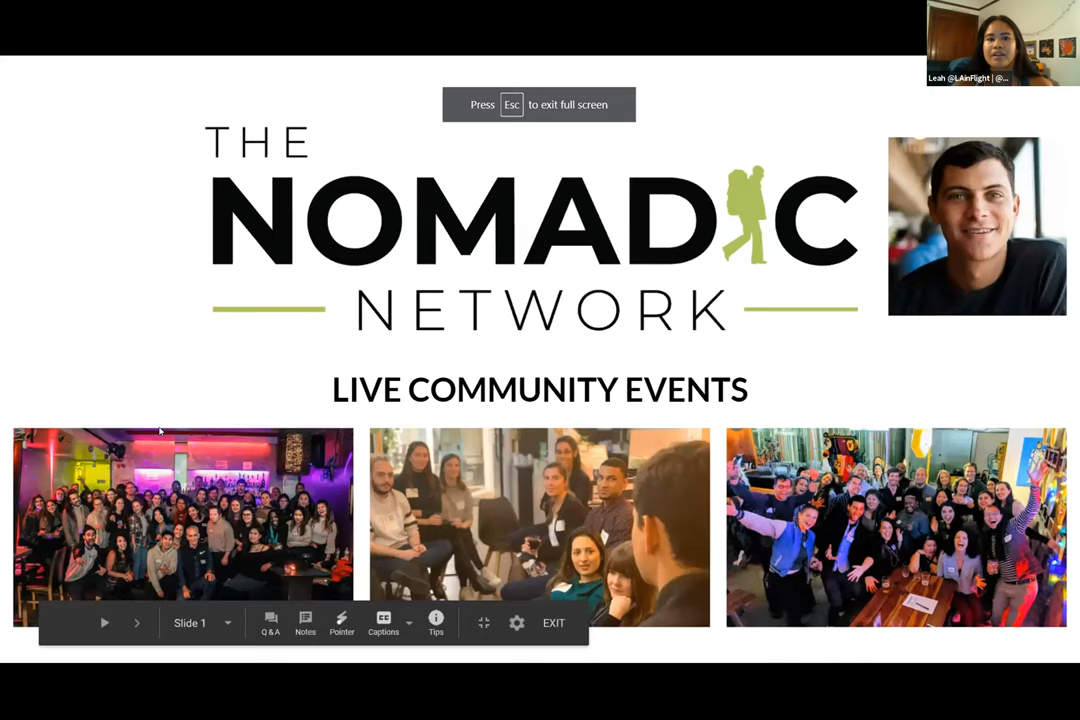 Leah @LAinFlight | @...
Press Esc to exit full screen
THE
NOMADIC
NETWORK
LIVE COMMUNITY EVENTS
Slide 1
Q & A
Notes
Pointer
Captions
Tips
EXIT